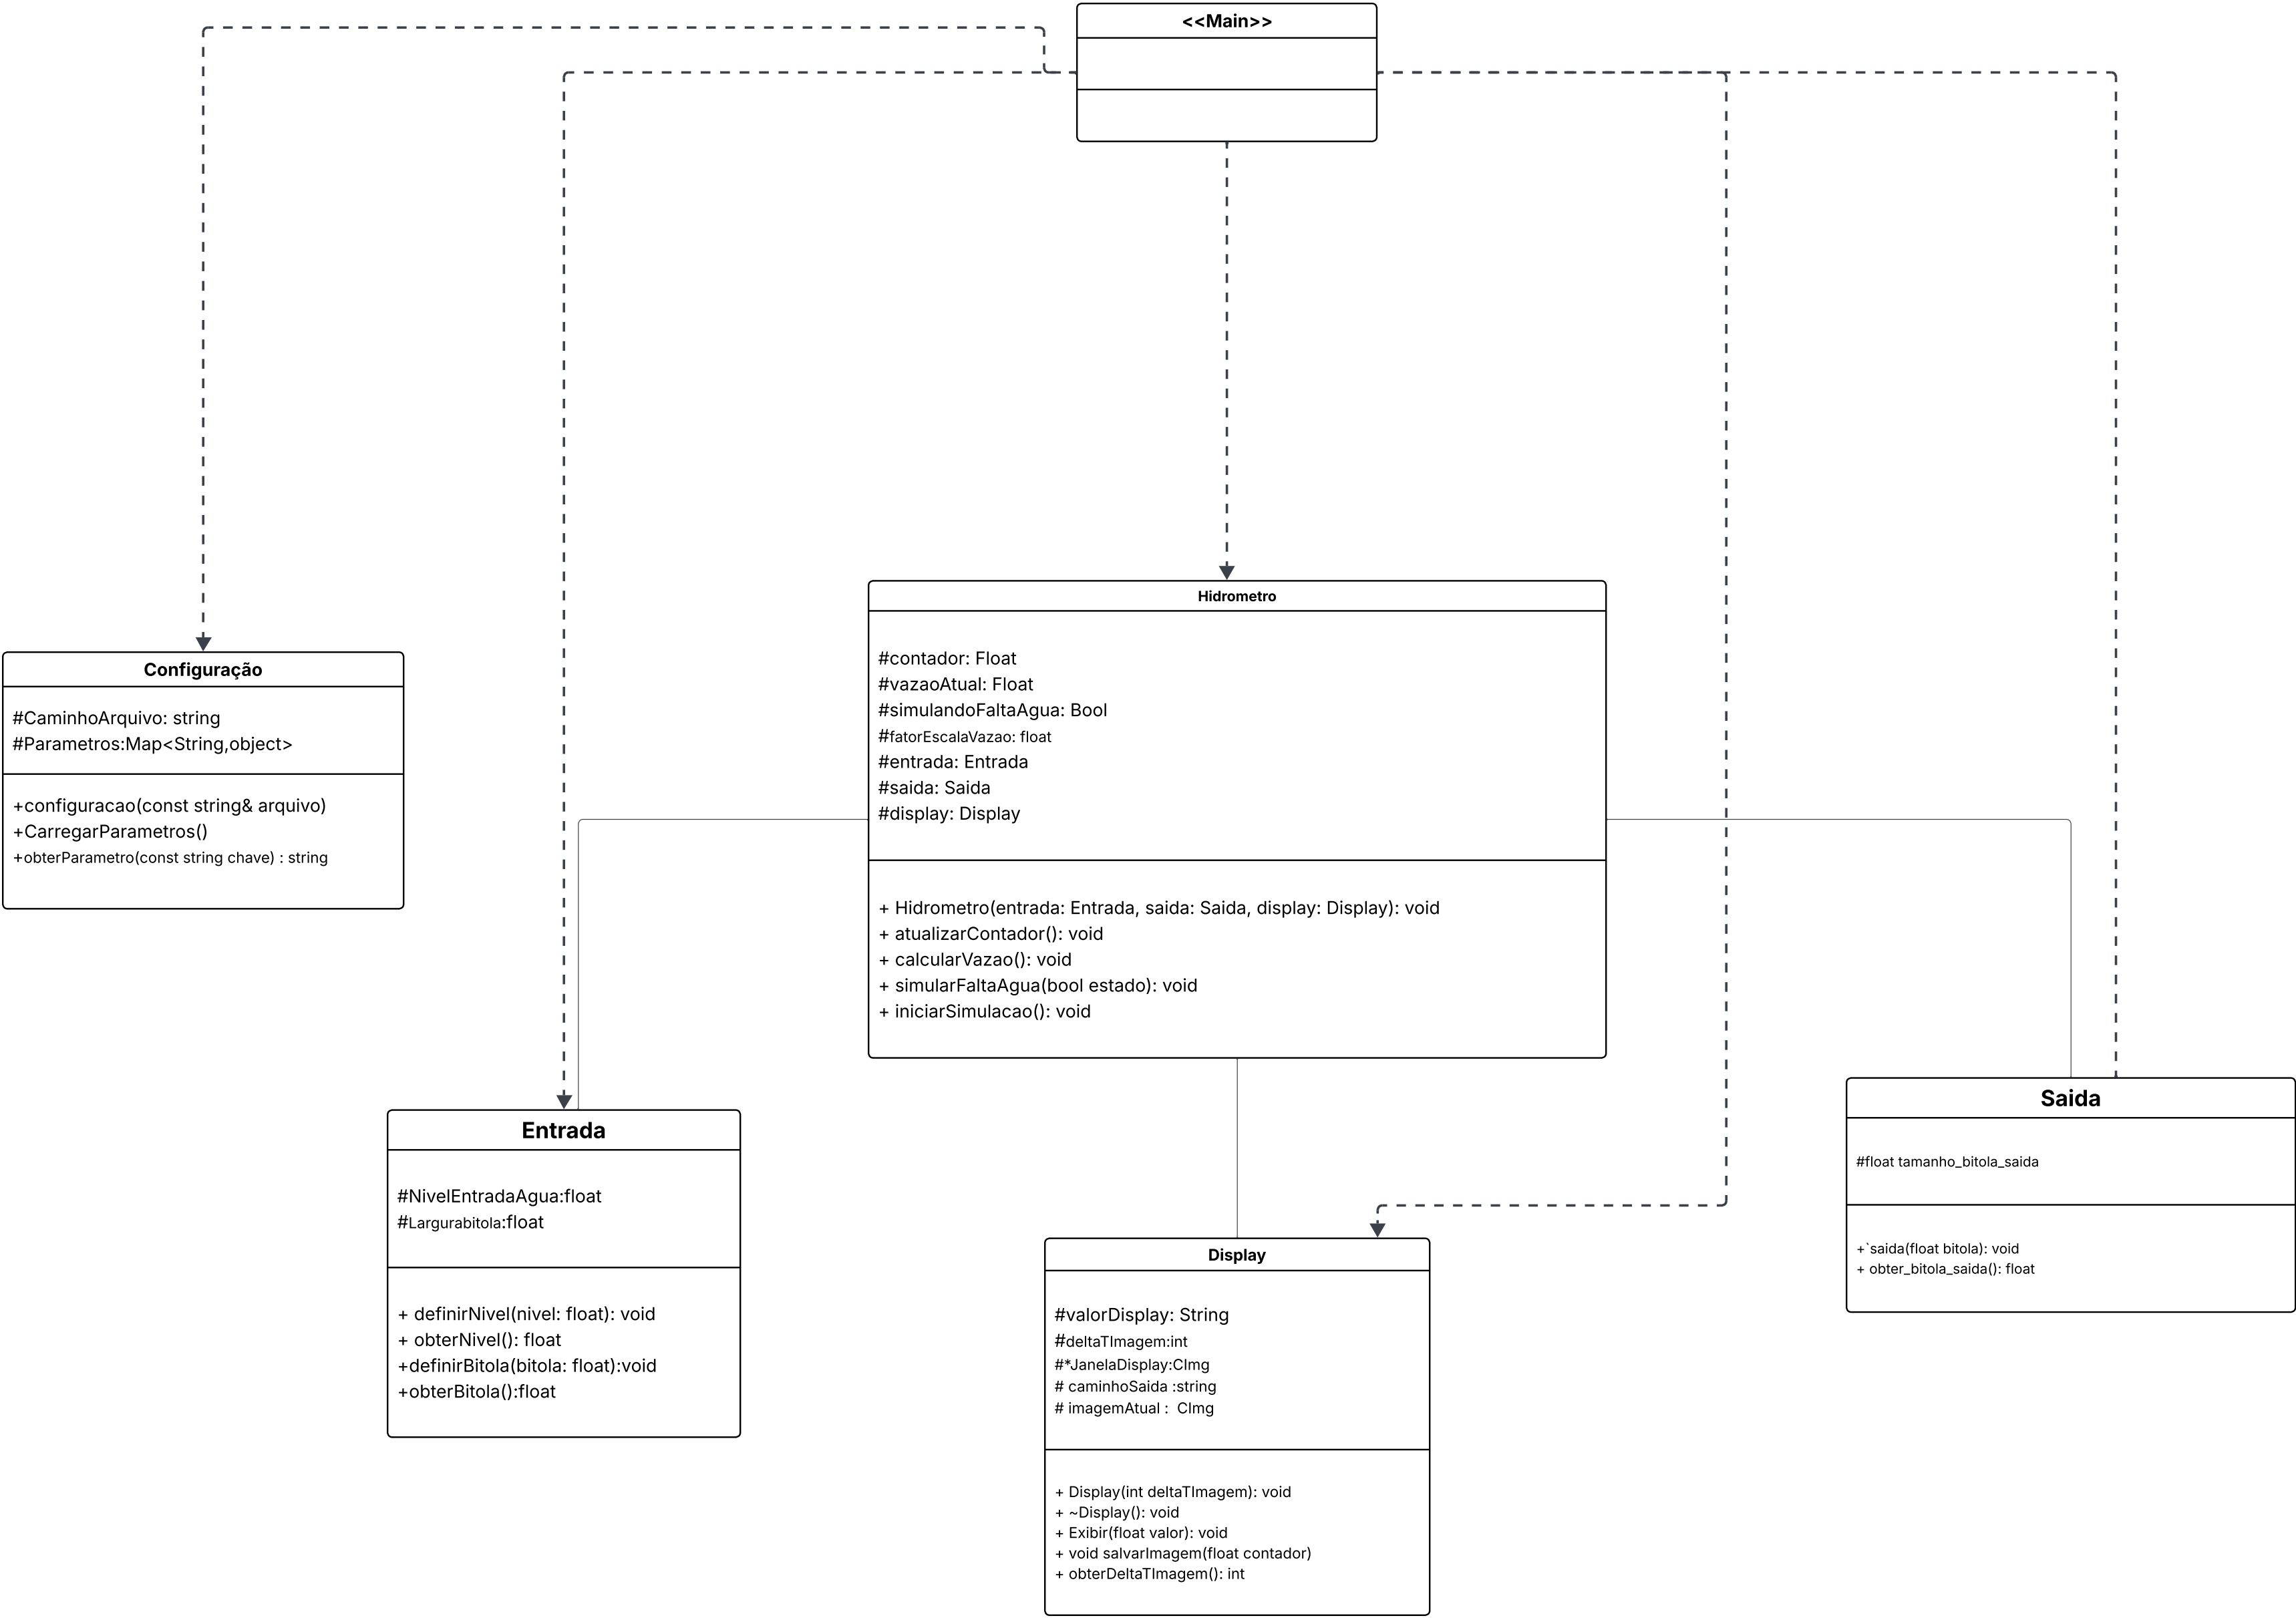 <<Main>>
Hidrometro
#contador: Float
#vazaoAtual: Float
#simulandoFaltaAgua: Bool
#fatorEscalaVazao: float
#entrada: Entrada
#saida: Saida
#display: Display
+ Hidrometro(entrada: Entrada, saida: Saida, display: Display): void
+ atualizarContador(): void
+ calcularVazao(): void
+ simularFaltaAgua(bool estado): void
+ iniciarSimulacao(): void
Configuração
#CaminhoArquivo: string
#Parametros:Map<String,object>
+configuracao(const string& arquivo)
+CarregarParametros()
+obterParametro(const string chave) : string
Entrada
#NivelEntradaAgua:float
#Largurabitola:float
+ definirNivel(nivel: float): void
+ obterNivel(): float
+definirBitola(bitola: float):void
+obterBitola():float
Display
#valorDisplay: String
#deltaTImagem:int
#*JanelaDisplay:CImg
# caminhoSaida :string
# imagemAtual :  CImg
+ Display(int deltaTImagem): void
+ ~Display(): void
+ Exibir(float valor): void
+ void salvarImagem(float contador)
+ obterDeltaTImagem(): int
Saida
#float tamanho_bitola_saida
+`saida(float bitola): void
+ obter_bitola_saida(): float